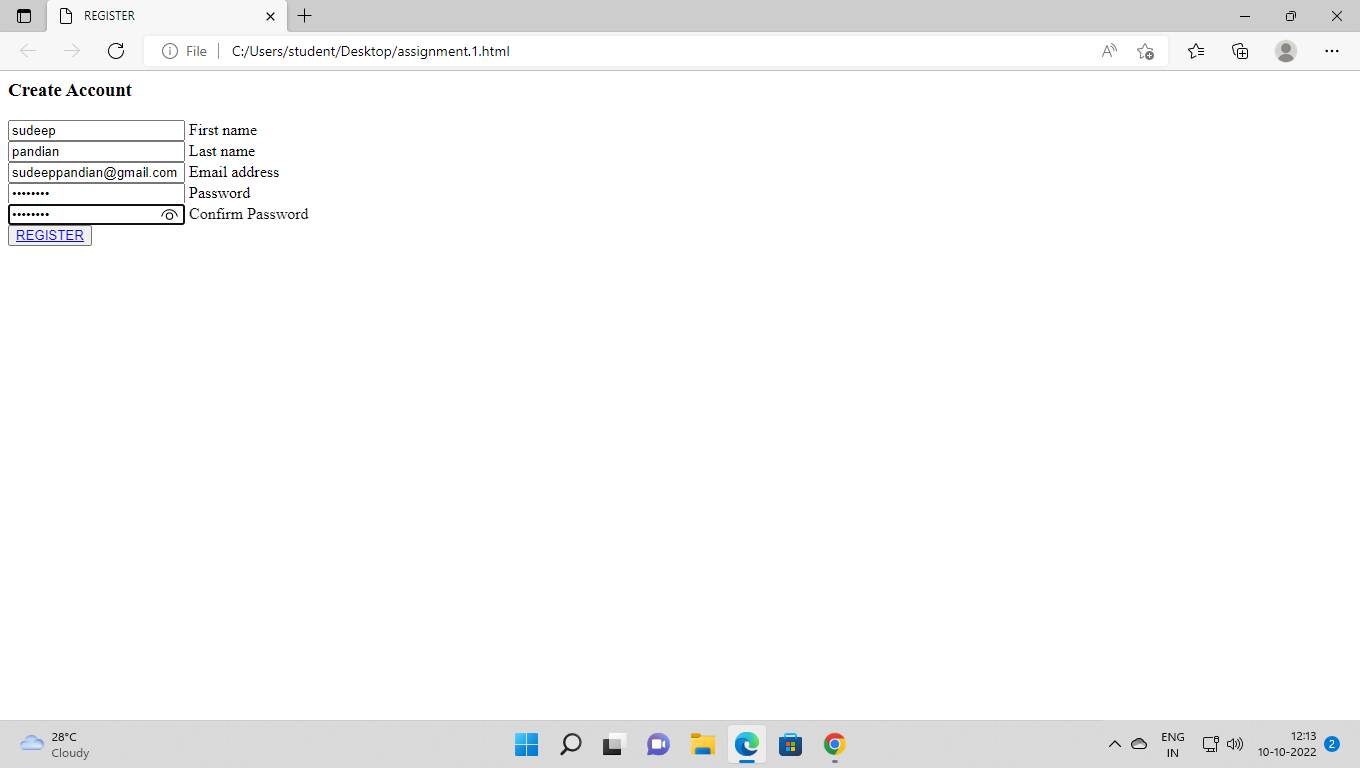 REGISTER
File C:/Users/student/Desktop/assignment.1.html
Create Account
sudeep First name
pandian Last name
sudeeppandian@gmail.com Email address
•••••••• Password
•••••••• Confirm Password
REGISTER
28°C
Cloudy
ENG
IN
12:13
10-10-2022
2